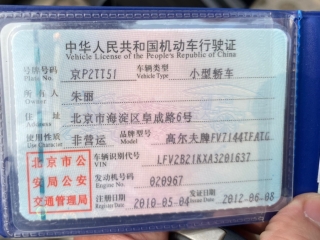 中华人民共和国机动车行驶证
Vehicle License of the People's Republic of China
号牌号码 京P2TT51 车辆类型 小型轿车
Plate No. Vehicle Type
所有人 朱丽
Owner
住址 北京市海淀区阜成路6号
Address
使用性质 非营运 品牌型号 高尔夫牌FV7144TFATG
Use Character Model
北京市公 车辆识别代号 LFV2B21KXA3201637
VIN
安局公安 发动机号码 020967
Engine No.
交通管理局 注册日期 2010-05-04 发证日期 2012-06-08
Register Date Issue Date